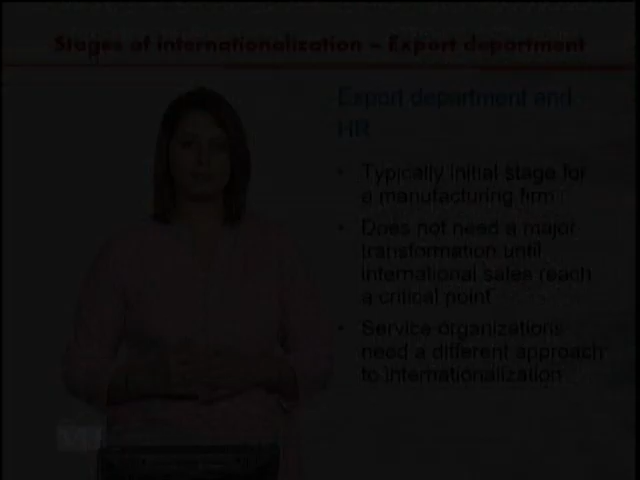 Stages of internationalization – Export department
Export department and
HR
• Typically initial stage for
a manufacturing firm
• Does not need a major
transformation until
international sales reach
a critical point
• Service organizations
need a different approach
to internationalization